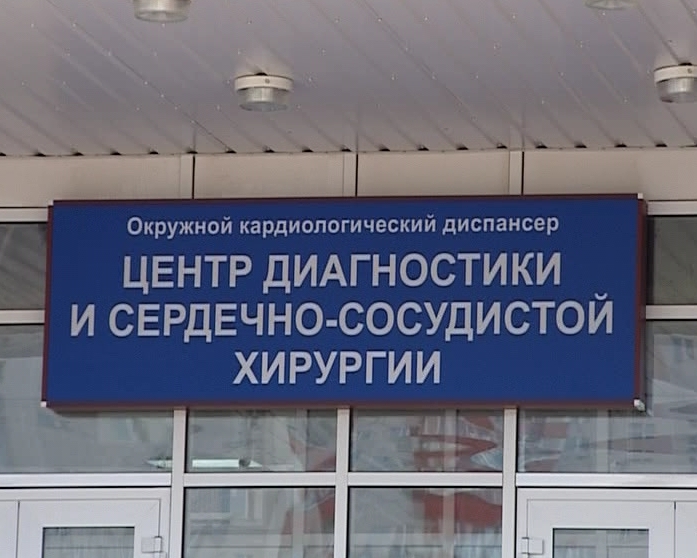 Окружной кардиологический диспансер
ЦЕНТР ДИАГНОСТИКИ
И СЕРДЕЧНО-СОСУДИСТОЙ
ХИРУРГИИ